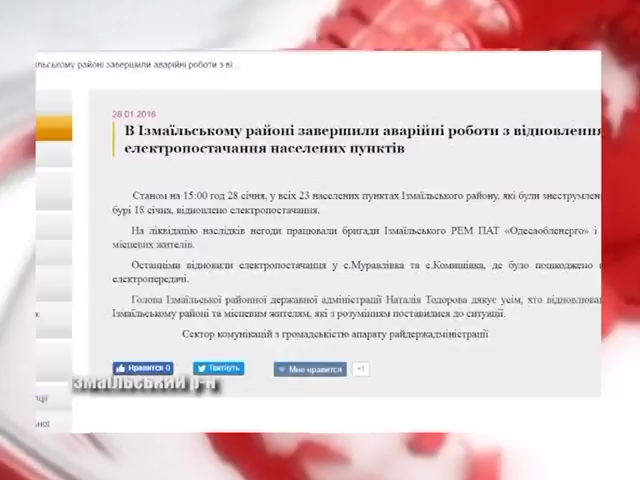 їльському районі завершили аварійні роботи з ві...
26.01.2016
В Ізмаїльському районі завершили аварійні роботи з відновлення
електропостачання населених пунктів
Станом на 15:00 год 28 січня, у всіх 23 населених пунктах Ізмаїльського району, які були знеструмлен
бурі 18 січня, відновлено електропостачання.
На ліквідацію наслідків негоди працювали бригади Ізмаїльського РЕМ ПАТ «Одесаобленерго» і
місцевих жителів.
Останніми відновили електропостачання у с.Муравлівка та с.Комишівка, де було пошкоджено
електропередачі.
Голова Ізмаїльської районної державної адміністрації Наталія Тодорова дякує усім, хто відновлював
Ізмаїльському районі та місцевим жителям, які з розумінням поставилися до ситуації.
Сектор комунікацій з громадськістю апарату райдержадміністрації
Нравится 0
Твитнуть
Мне нравится
+1
змаїльський р-н